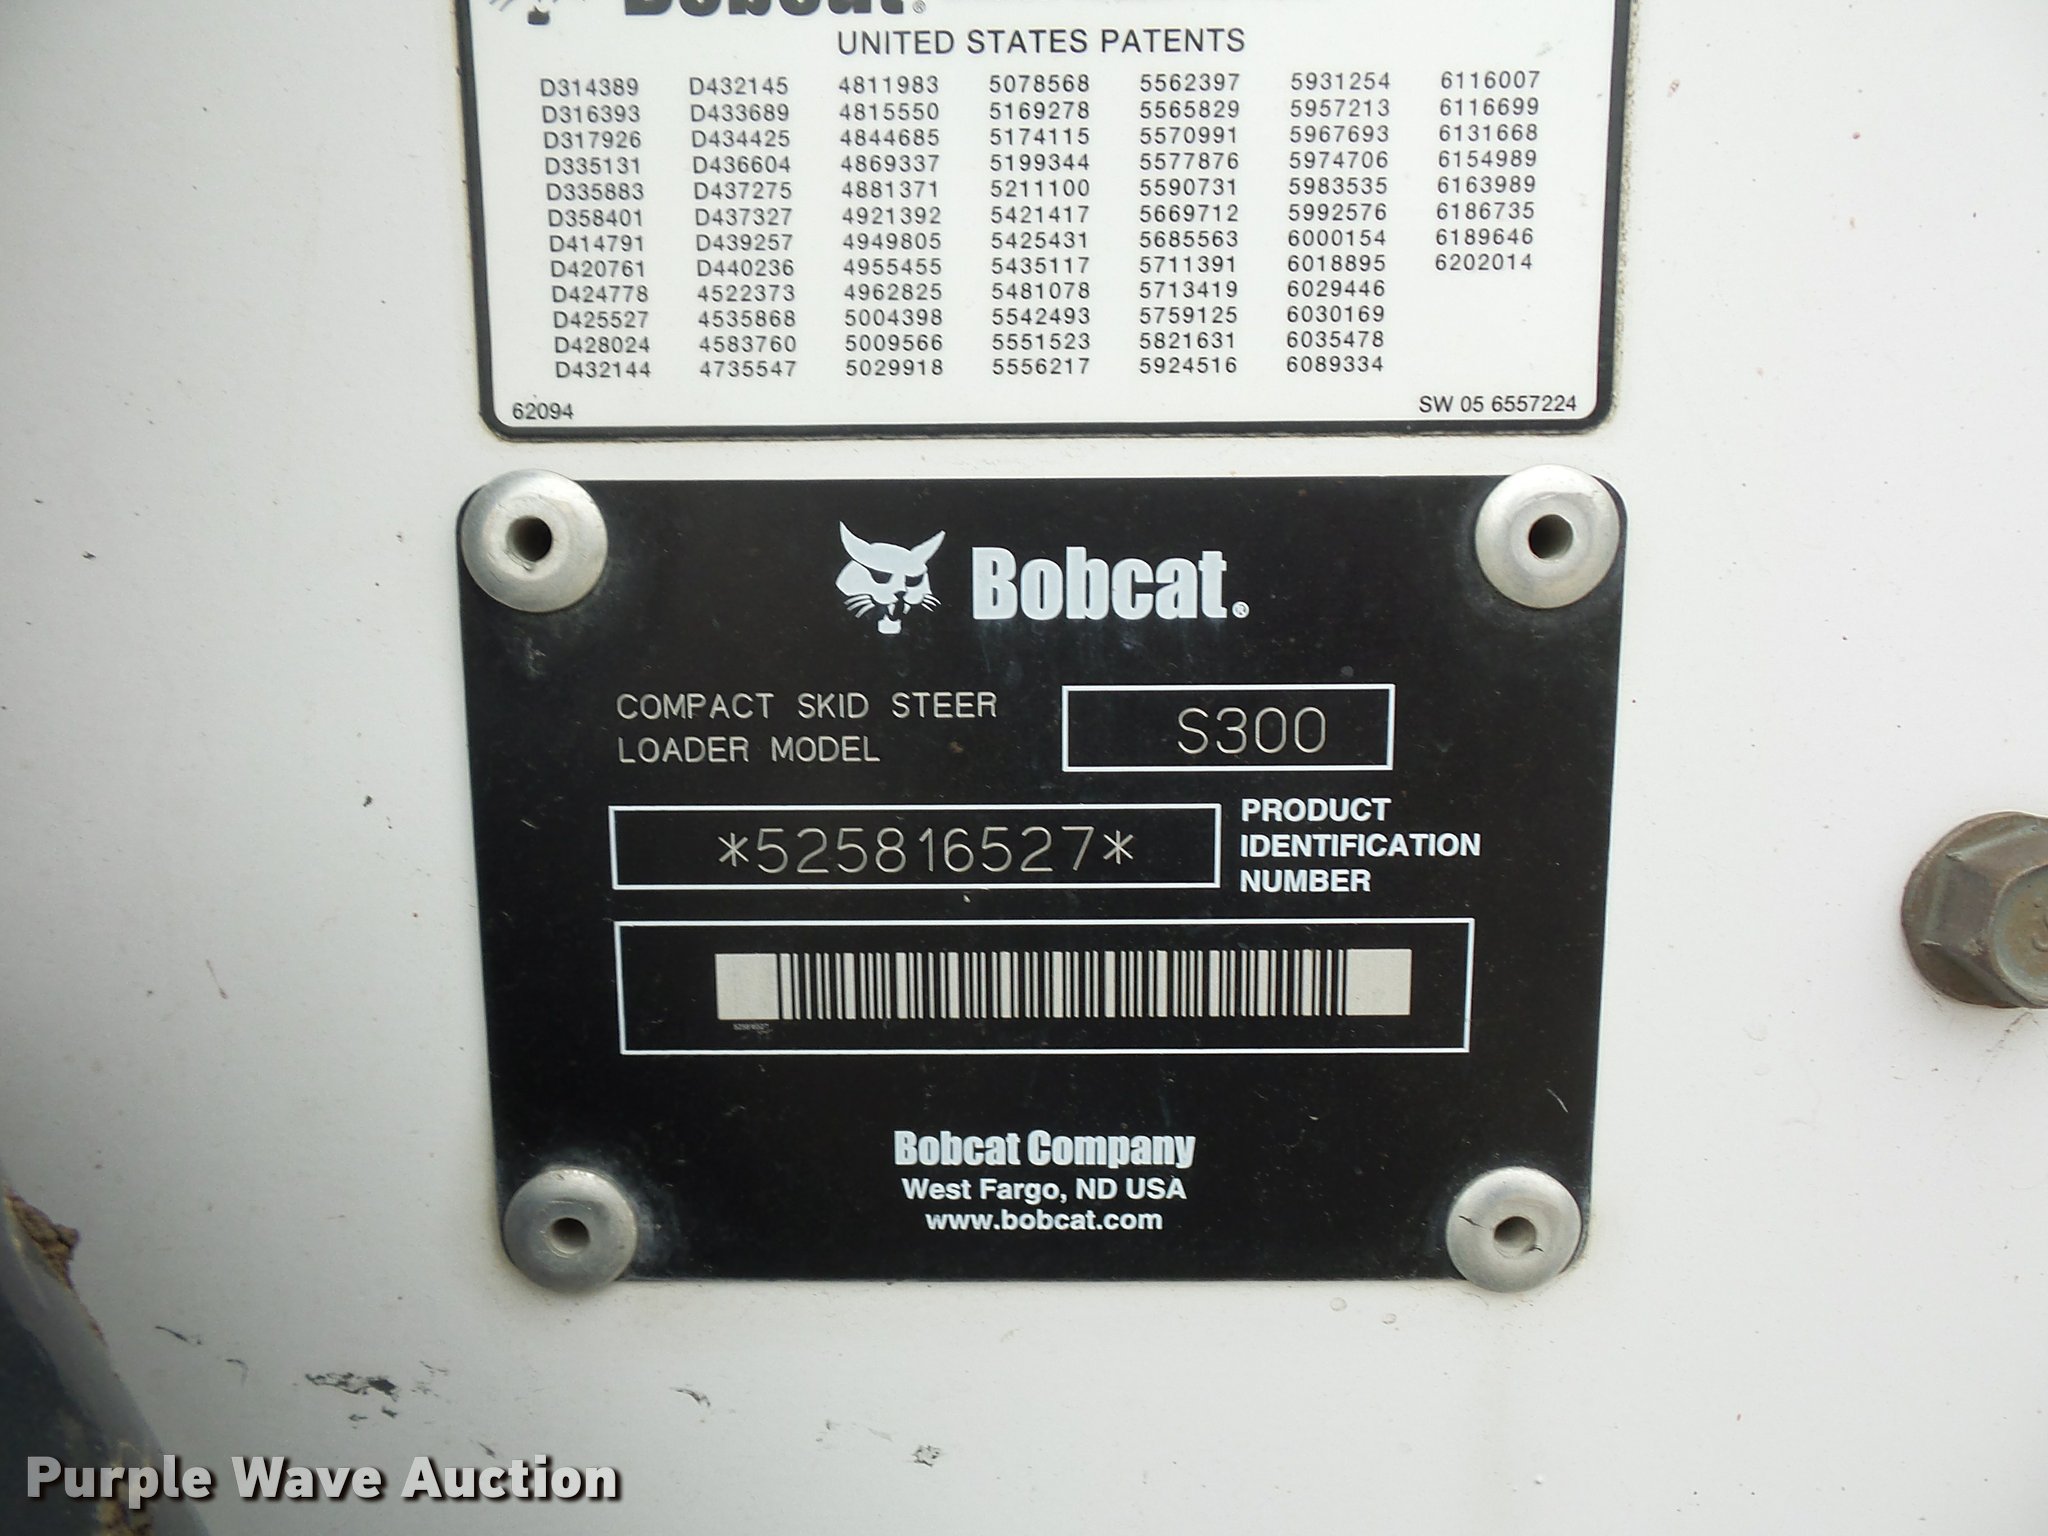 Bobcat®
UNITED STATES PATENTS
D314389 D432145 4811983 5078568 5562397 5931254 6116007
D316393 D433689 4815550 5169278 5565829 5957213 6116699
D317926 D434425 4844685 5174115 5570991 5967693 6131668
D335131 D436604 4869337 5199344 5577876 5974706 6154989
D335883 D437275 4881371 5211100 5590731 5983535 6163989
D358401 D437327 4921392 5421417 5669712 5992576 6186735
D414791 D439257 4949805 5425431 5685563 6000154 6189646
D420761 D440236 4955455 5435117 5711391 6018895 6202014
D424778 4522373 4962825 5481078 5713419 6029446
D425527 4535868 5004398 5542493 5759125 6030169
D428024 4583760 5009566 5551523 5821631 6035478
D432144 4735547 5029918 5556217 5924516 6089334
62094 SW 05 6557224
Bobcat®
COMPACT SKID STEER
LOADER MODEL
S300
*525816527*
PRODUCT
IDENTIFICATION
NUMBER
Bobcat Company
West Fargo, ND USA
www.bobcat.com
Purple Wave Auction